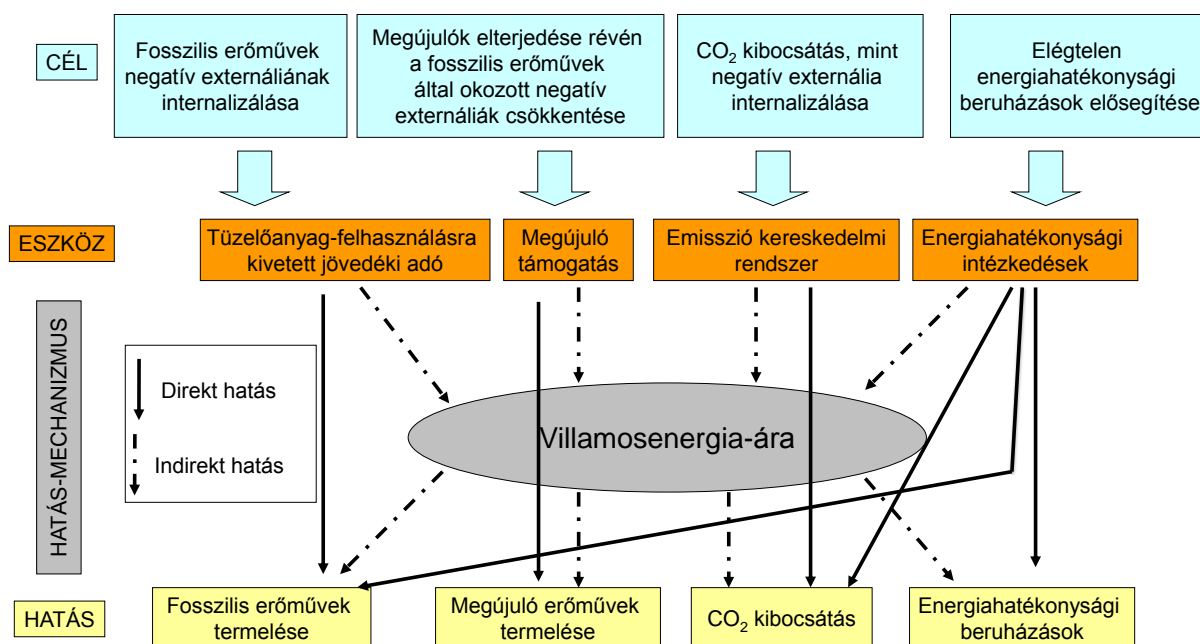 CÉL
Fosszilis erőművek
negatív externáliának
internalizálása
Megújulók elterjedése révén
a fosszilis erőművek
által okozott negatív
externáliák csökkentése
CO₂ kibocsátás, mint
negatív externália
internalizálása
Elégtelen
energiahatékonysági
beruházások elősegítése
ESZKÖZ
Tüzelőanyag-felhasználásra
kivetett jövedéki adó
Megújuló
támogatás
Emisszió kereskedelmi
rendszer
Energiahatékonysági
intézkedések
HATÁS-MECHANIZMUS
Direkt hatás
Indirekt hatás
Villamosenergia-ára
HATÁS
Fosszilis erőművek
termelése
Megújuló erőművek
termelése
CO₂ kibocsátás
Energiahatékonysági
beruházások